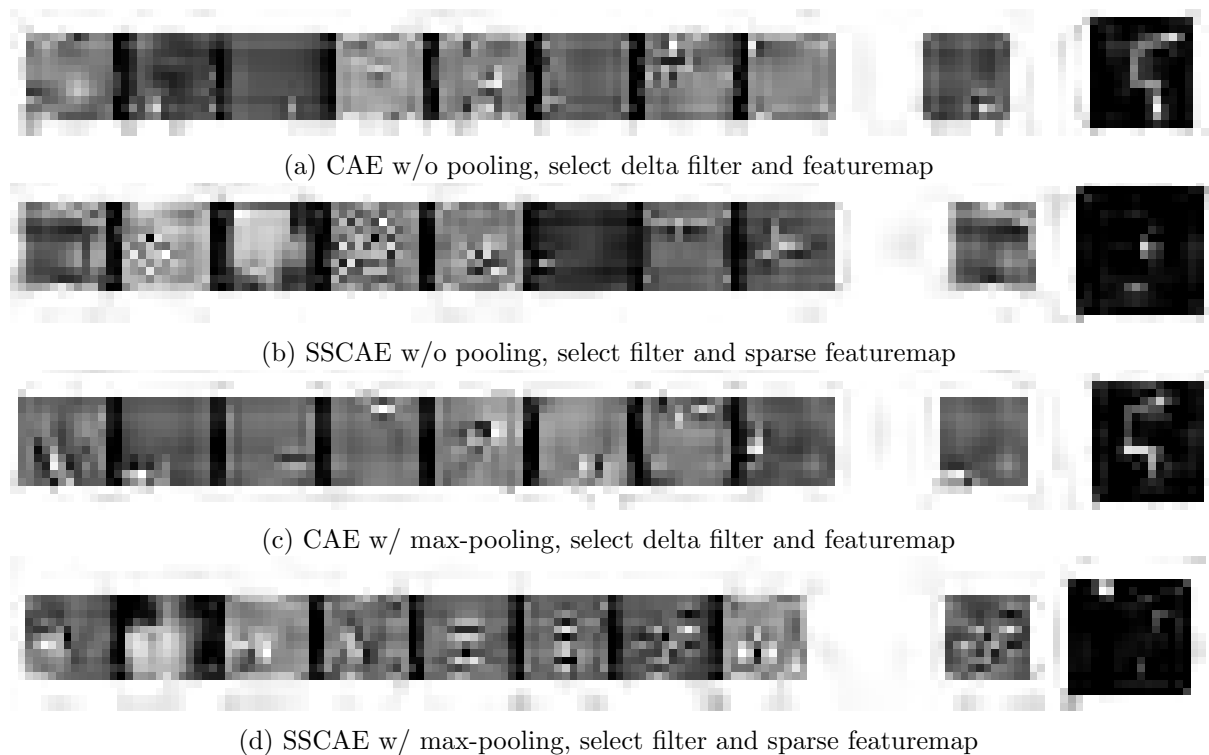 (a) CAE w/o pooling, select delta filter and featuremap
(b) SSCAE w/o pooling, select filter and sparse featuremap
(c) CAE w/ max-pooling, select delta filter and featuremap
(d) SSCAE w/ max-pooling, select filter and sparse featuremap